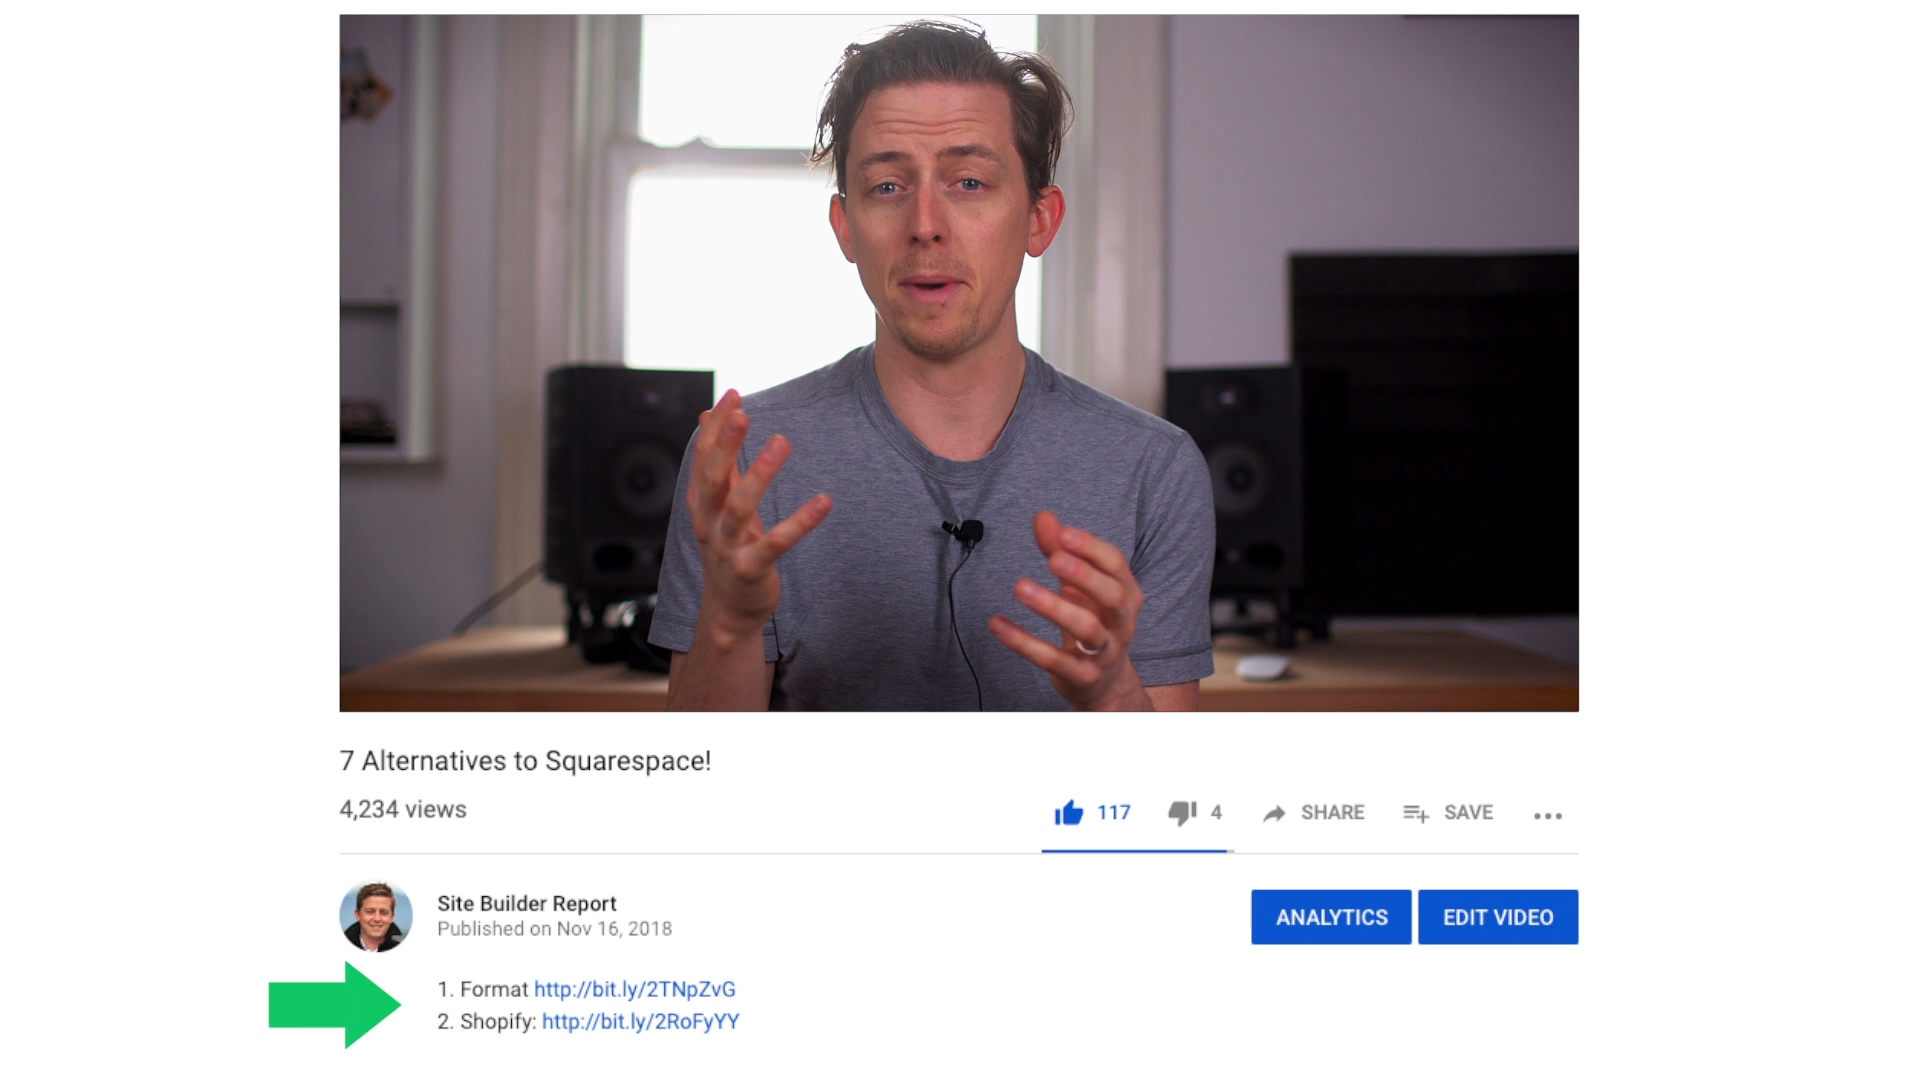 7 Alternatives to Squarespace!
4,234 views
117 4 SHARE SAVE
Site Builder Report
Published on Nov 16, 2018
ANALYTICS EDIT VIDEO
1. Format http://bit.ly/2TNpZvG
2. Shopify: http://bit.ly/2RoFyYY